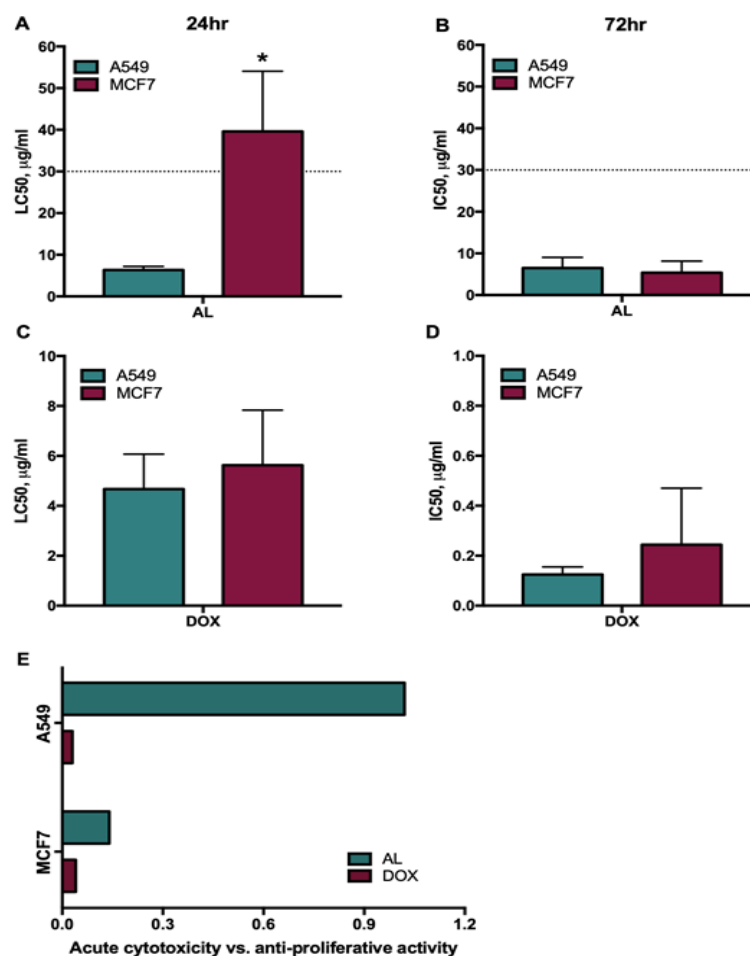 A
24hr
60
50
40
30
20
10
0
LC50, μg/ml
A549
MCF7
*
AL
B
72hr
60
50
40
30
20
10
0
IC50, μg/ml
A549
MCF7
AL
C
10
8
6
4
2
0
LC50, μg/ml
A549
MCF7
DOX
D
1.0
0.8
0.6
0.4
0.2
0.0
IC50, μg/ml
A549
MCF7
DOX
E
A549
MCF7
AL
DOX
0.0 0.3 0.6 0.9 1.2
Acute cytotoxicity vs. anti-proliferative activity